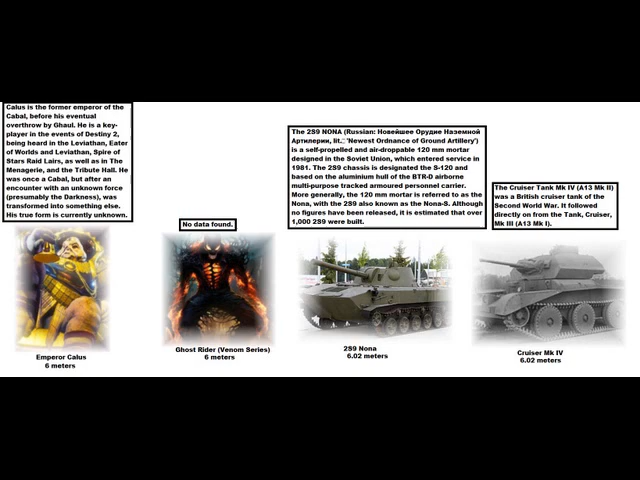 Calus is the former emperor of the
Cabal, before his eventual
overthrow by Ghaul. He is a key-
player in the events of Destiny 2,
being heard in the Leviathan, Eater
of Worlds and Leviathan, Spire of
Stars Raid Lairs, as well as in The
Menagerie, and the Tribute Hall. He
was once a Cabal, but after an
encounter with an unknown force
(presumably the Darkness), was
transformed into something else.
His true form is currently unknown.
Emperor Calus
6 meters
No data found.
Ghost Rider (Venom Series)
6 meters
The 2S9 NONA (Russian: Новейшее Орудие Наземной
Артилерии, lit.: 'Newest Ordnance of Ground Artillery')
is a self-propelled and air-droppable 120 mm mortar
designed in the Soviet Union, which entered service in
1981. The 2S9 chassis is designated the S-120 and
based on the aluminium hull of the BTR-D airborne
multi-purpose tracked armoured personnel carrier.
More generally, the 120 mm mortar is referred to as the
Nona, with the 2S9 also known as the Nona-S. Although
no figures have been released, it is estimated that over
1,000 2S9 were built.
2S9 Nona
6.02 meters
The Cruiser Tank Mk IV (A13 Mk II)
was a British cruiser tank of the
Second World War. It followed
directly on from the Tank, Cruiser,
Mk III (A13 Mk I).
Cruiser Mk IV
6.02 meters